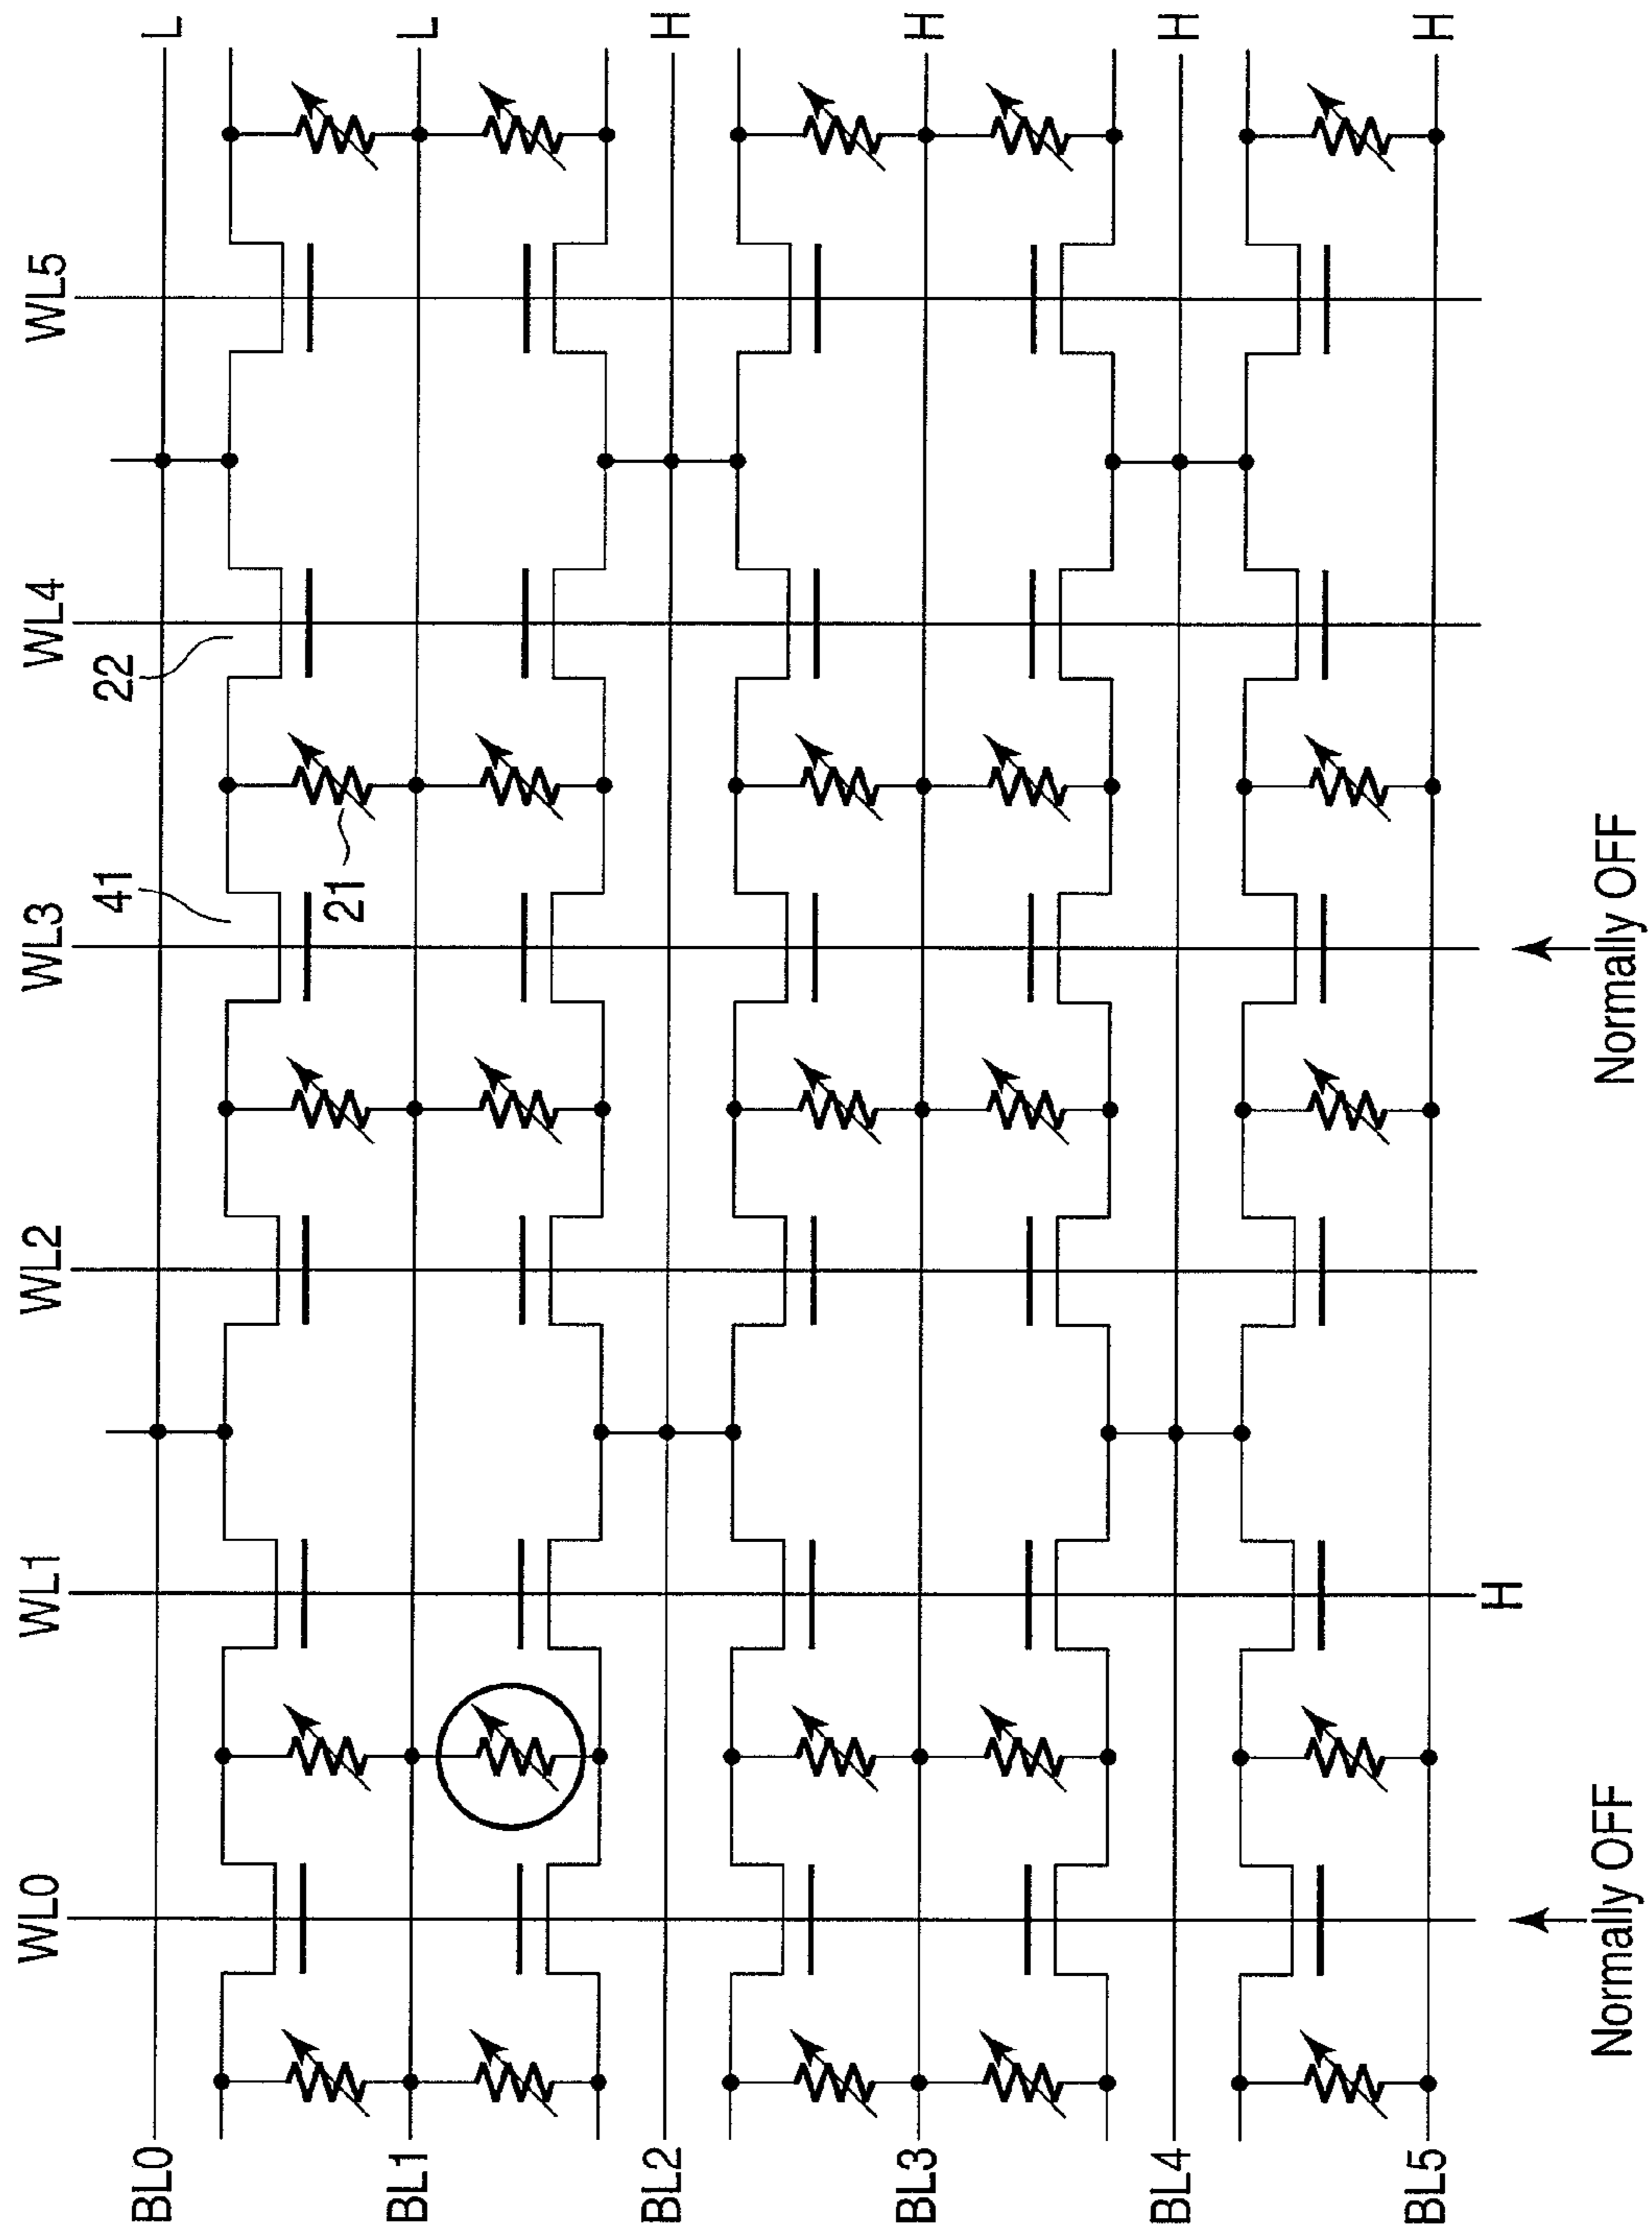 WL0
WL1
WL2
WL3
WL4
WL5
BL0
L
BL1
L
BL2
H
BL3
H
BL4
H
BL5
H
41
22
21
H
Normally OFF
Normally OFF